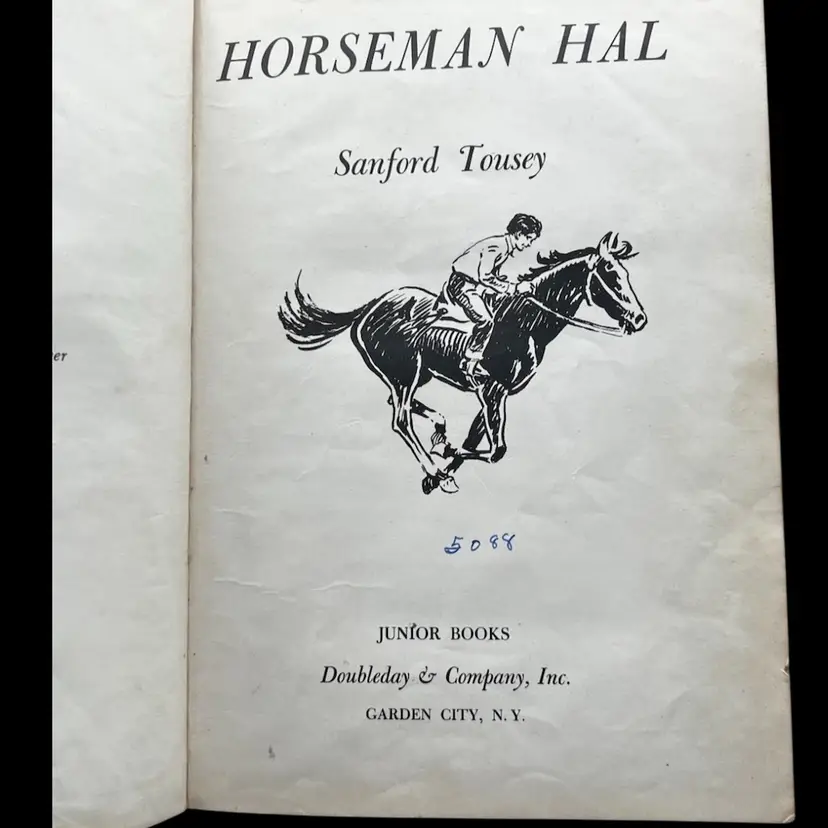 HORSEMAN HAL
Sanford Tousey
5088
JUNIOR BOOKS
Doubleday & Company, Inc.
GARDEN CITY, N. Y.